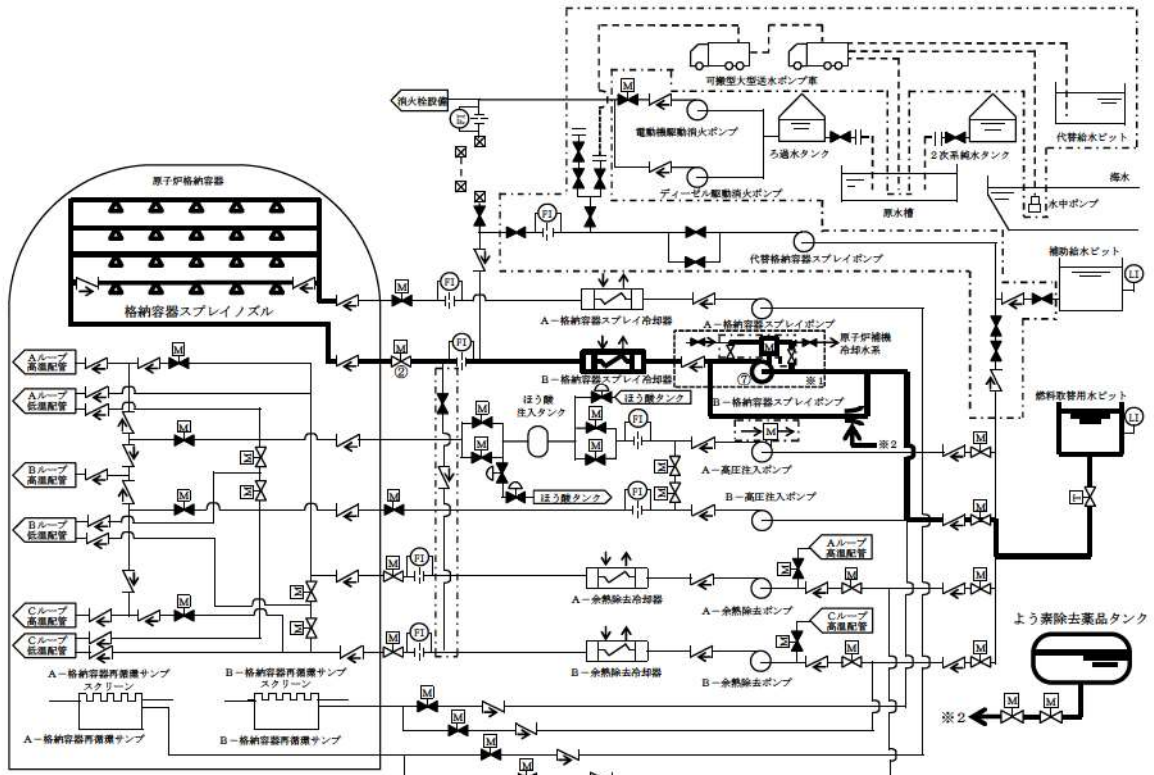 可搬型大型送水ポンプ車
M
消火栓設備
FI
電動機駆動消火ポンプ
ろ過水タンク
2次系純水タンク
代替給水ピット
海水
ディーゼル駆動消火ポンプ
原水槽
水中ポンプ
原子炉格納容器
FI
代替格納容器スプレイポンプ
補助給水ピット
LI
格納容器スプレイノズル
M
FI
A-格納容器スプレイ冷却器
A-格納容器スプレイポンプ
原子炉補機
冷却水系
M
Aループ
高温配管
M
M
②
FI
B-格納容器スプレイ冷却器
⑦
※1
B-格納容器スプレイポンプ
燃料取替用水ピット
LI
Aループ
低温配管
ほう酸
注入タンク
ほう酸タンク
M
M
FI
M
※2
M
M
M
M
A-高圧注入ポンプ
M
Bループ
高温配管
M
M
ほう酸タンク
FI
M
B-高圧注入ポンプ
M
M
M
Bループ
低温配管
Aループ
高温配管
M
FI
M
M
M
M
A-余熱除去冷却器
A-余熱除去ポンプ
Cループ
高温配管
M
M
Cループ
高温配管
よう素除去薬品タンク
Cループ
低温配管
M
FI
M
M
M
B-余熱除去冷却器
B-余熱除去ポンプ
A-格納容器再循環サンプ
スクリーン
B-格納容器再循環サンプ
スクリーン
M
M
M
※2
M
A-格納容器再循環サンプ
B-格納容器再循環サンプ
M
M